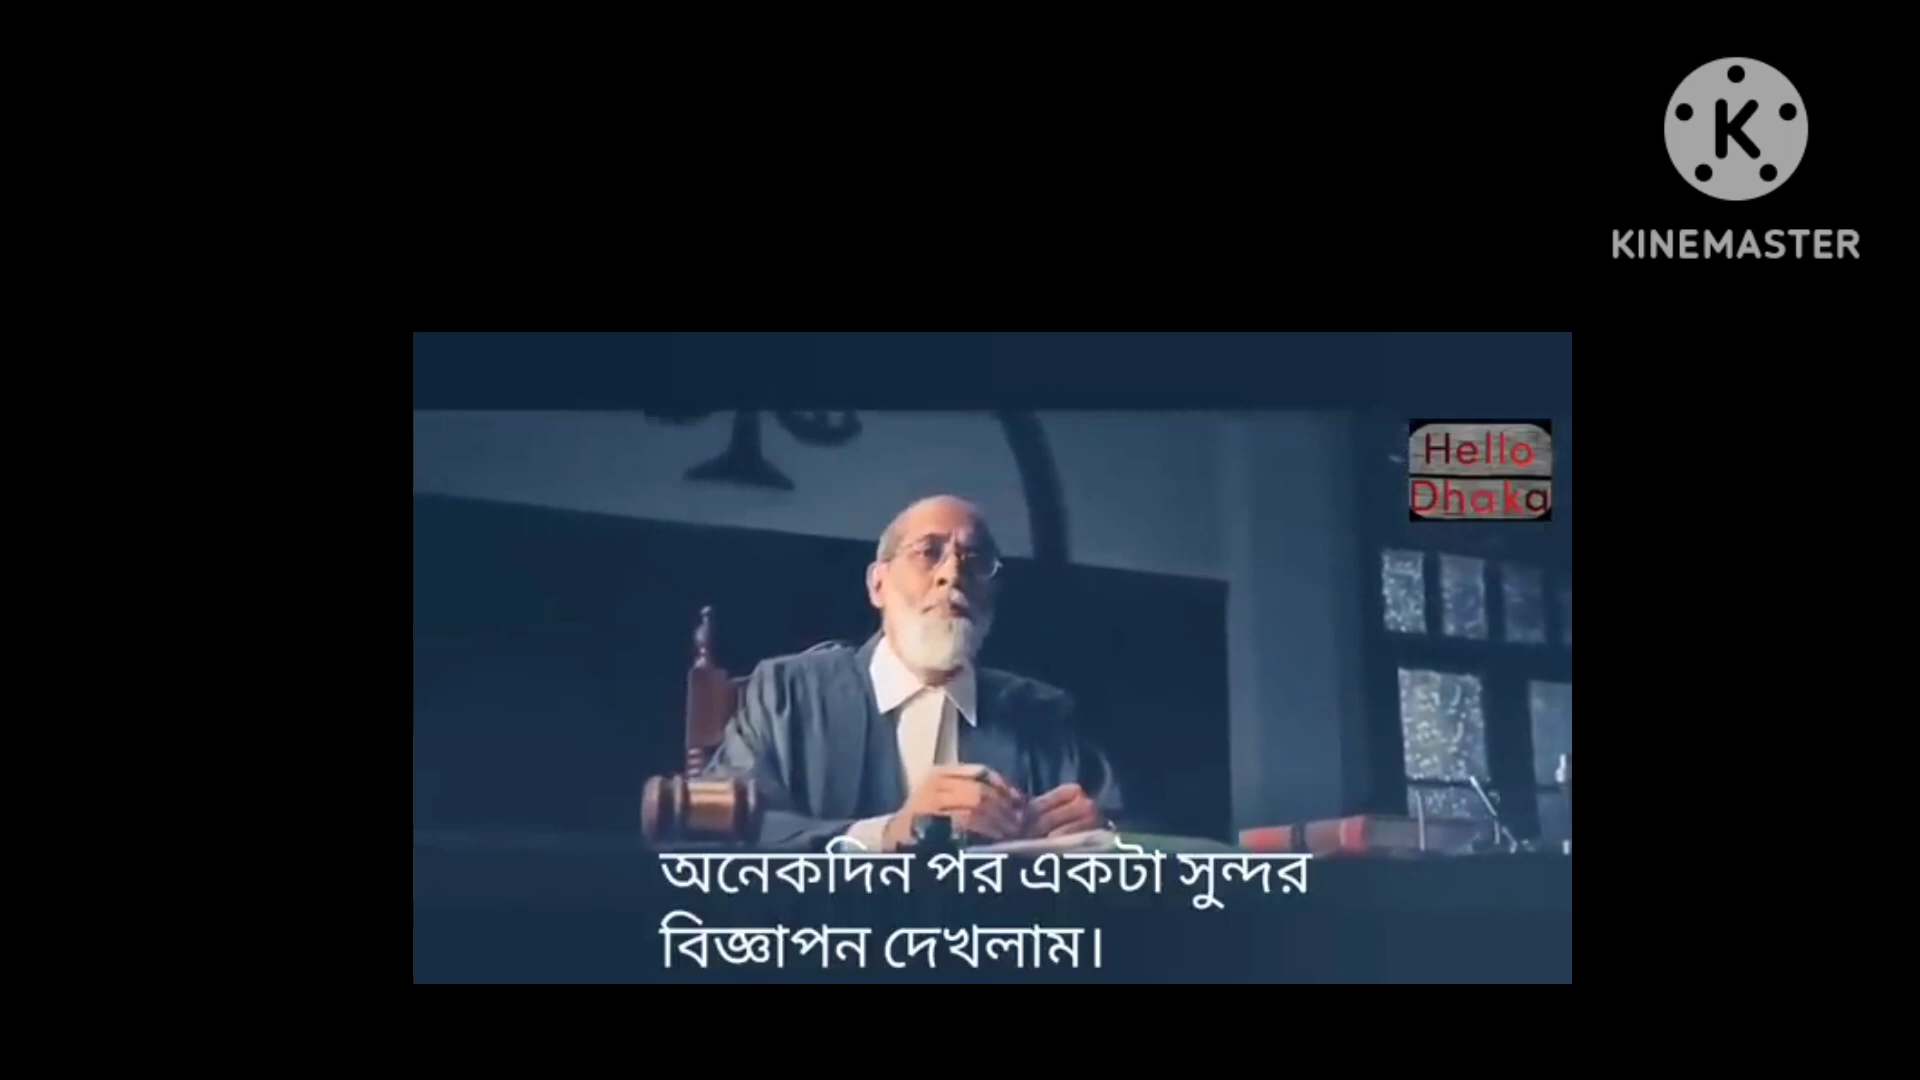 K
KINEMASTER
Hello
Dhaka
অনেকদিন পর একটা সুন্দর
বিজ্ঞাপন দেখলাম।